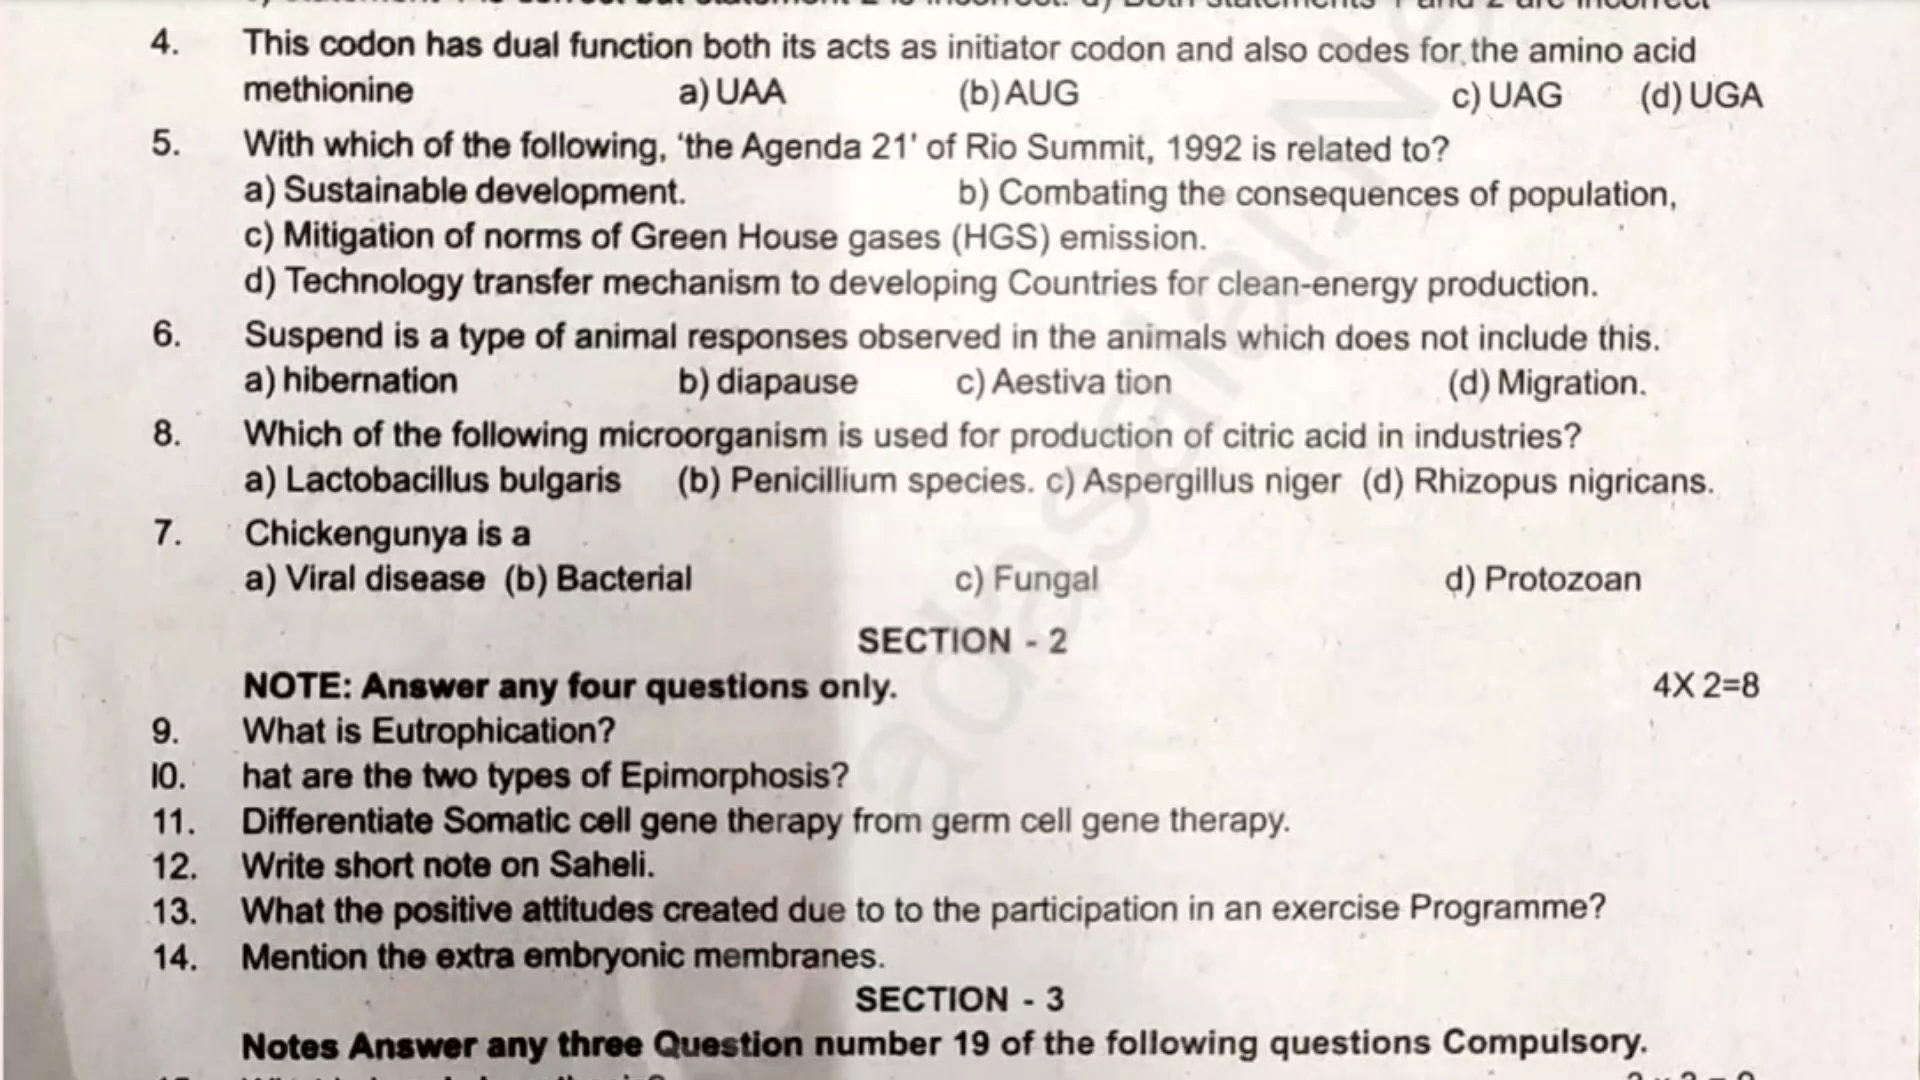 4. This codon has dual function both its acts as initiator codon and also codes for the amino acid
methionine a) UAA (b) AUG c) UAG (d) UGA
5. With which of the following, ‘the Agenda 21' of Rio Summit, 1992 is related to?
a) Sustainable development. b) Combating the consequences of population,
c) Mitigation of norms of Green House gases (HGS) emission.
d) Technology transfer mechanism to developing Countries for clean-energy production.
6. Suspend is a type of animal responses observed in the animals which does not include this.
a) hibernation b) diapause c) Aestiva tion (d) Migration.
8. Which of the following microorganism is used for production of citric acid in industries?
a) Lactobacillus bulgaris (b) Penicillium species. c) Aspergillus niger (d) Rhizopus nigricans.
7. Chickengunya is a
a) Viral disease (b) Bacterial c) Fungal d) Protozoan
SECTION - 2
NOTE: Answer any four questions only. 4X 2=8
9. What is Eutrophication?
I0. hat are the two types of Epimorphosis?
11. Differentiate Somatic cell gene therapy from germ cell gene therapy.
12. Write short note on Saheli.
13. What the positive attitudes created due to to the participation in an exercise Programme?
14. Mention the extra embryonic membranes.
SECTION - 3
Notes Answer any three Question number 19 of the following questions Compulsory.